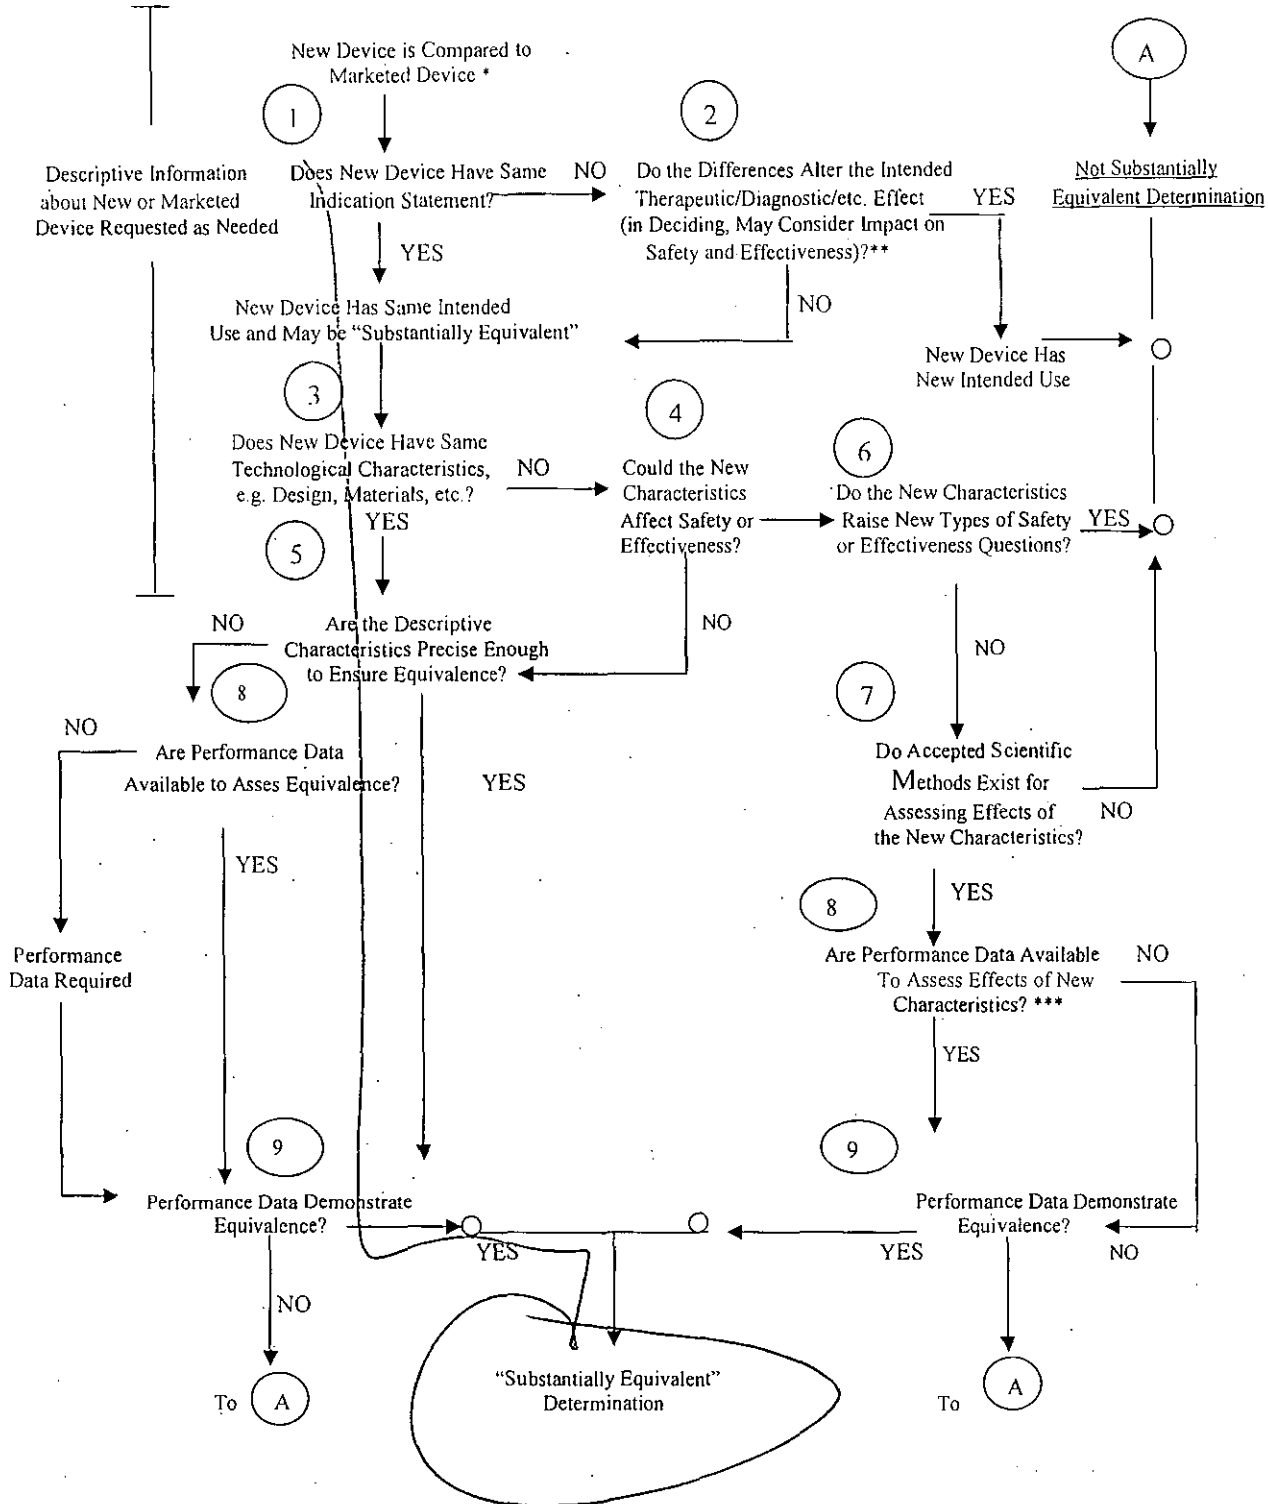 New Device is Compared to
Marketed Device *
A
1
2
Descriptive Information
about New or Marketed
Device Requested as Needed
Does New Device Have Same
Indication Statement?
NO
Do the Differences Alter the Intended
Therapeutic/Diagnostic/etc. Effect
(in Deciding, May Consider Impact on
Safety and Effectiveness)?**
YES
Not Substantially
Equivalent Determination
YES
NO
New Device Has Same Intended
Use and May be “Substantially Equivalent”
New Device Has
New Intended Use
3
4
6
Does New Device Have Same
Technological Characteristics,
e.g. Design, Materials, etc.?
NO
Could the New
Characteristics
Affect Safety or
Effectiveness?
Do the New Characteristics
Raise New Types of Safety
or Effectiveness Questions?
YES
YES
5
NO
Are the Descriptive
Characteristics Precise Enough
to Ensure Equivalence?
NO
NO
8
7
NO
Are Performance Data
Available to Asses Equivalence?
YES
Do Accepted Scientific
Methods Exist for
Assessing Effects of
the New Characteristics?
NO
YES
YES
8
Performance
Data Required
Are Performance Data Available
To Assess Effects of New
Characteristics? ***
NO
YES
9
9
Performance Data Demonstrate
Equivalence?
YES
Performance Data Demonstrate
Equivalence?
YES
NO
NO
“Substantially Equivalent”
Determination
To
A
To
A